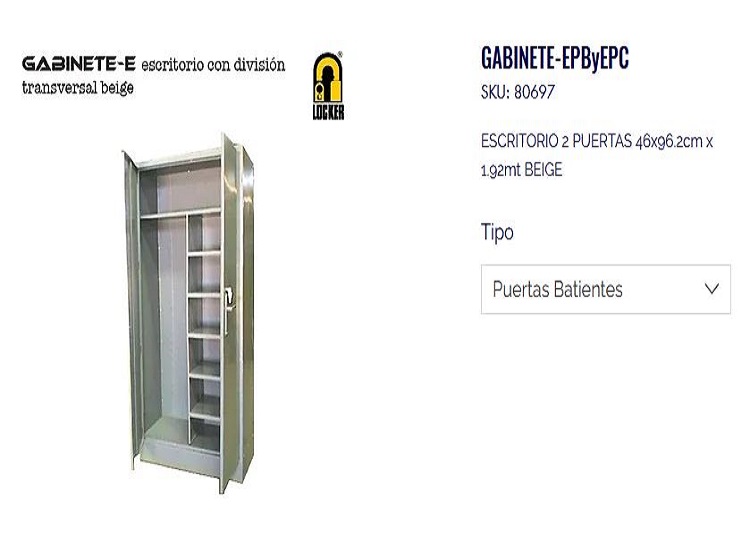 GABINETE-E escritorio con división
transversal beige
LOCKER
GABINETE-EPByEPC
SKU: 80697
ESCRITORIO 2 PUERTAS 46x96.2cm x
1.92mt BEIGE
Tipo
Puertas Batientes